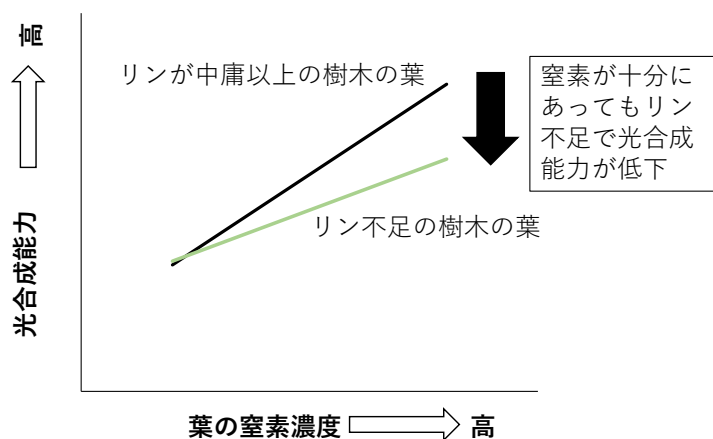 高
光合成能力
リンが中庸以上の樹木の葉
窒素が十分に
あってもリン
不足で光合成
能力が低下
リン不足の樹木の葉
葉の窒素濃度
高